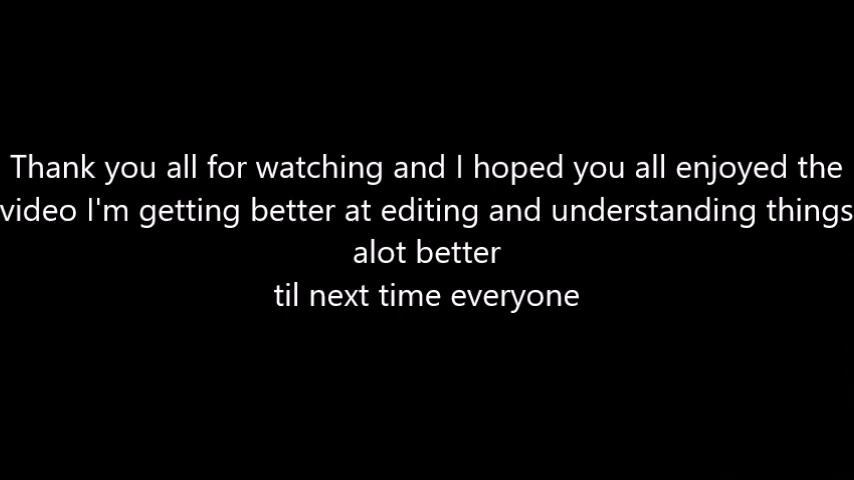 Thank you all for watching and I hoped you all enjoyed the
video I'm getting better at editing and understanding things
alot better
til next time everyone